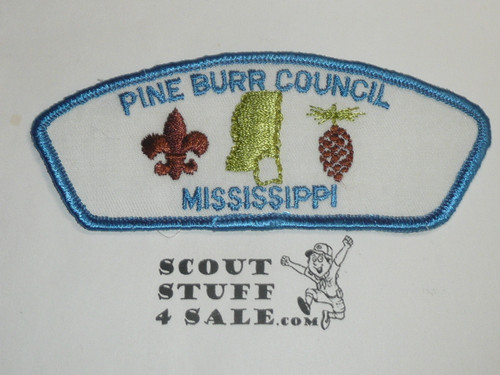 PINE BURR COUNCIL
MISSISSIPPI
SCOUT
STUFF
4 SALE.COM